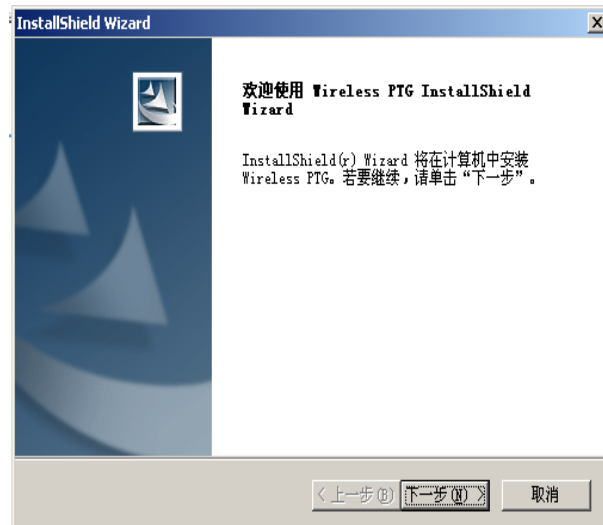 InstallShield Wizard
欢迎使用 Wireless PTG InstallShield
Wizard
InstallShield(r) Wizard 将在计算机中安装
Wireless PTG。若要继续，请单击“下一步”。
< 上一步(B) 下一步(N) > 取消